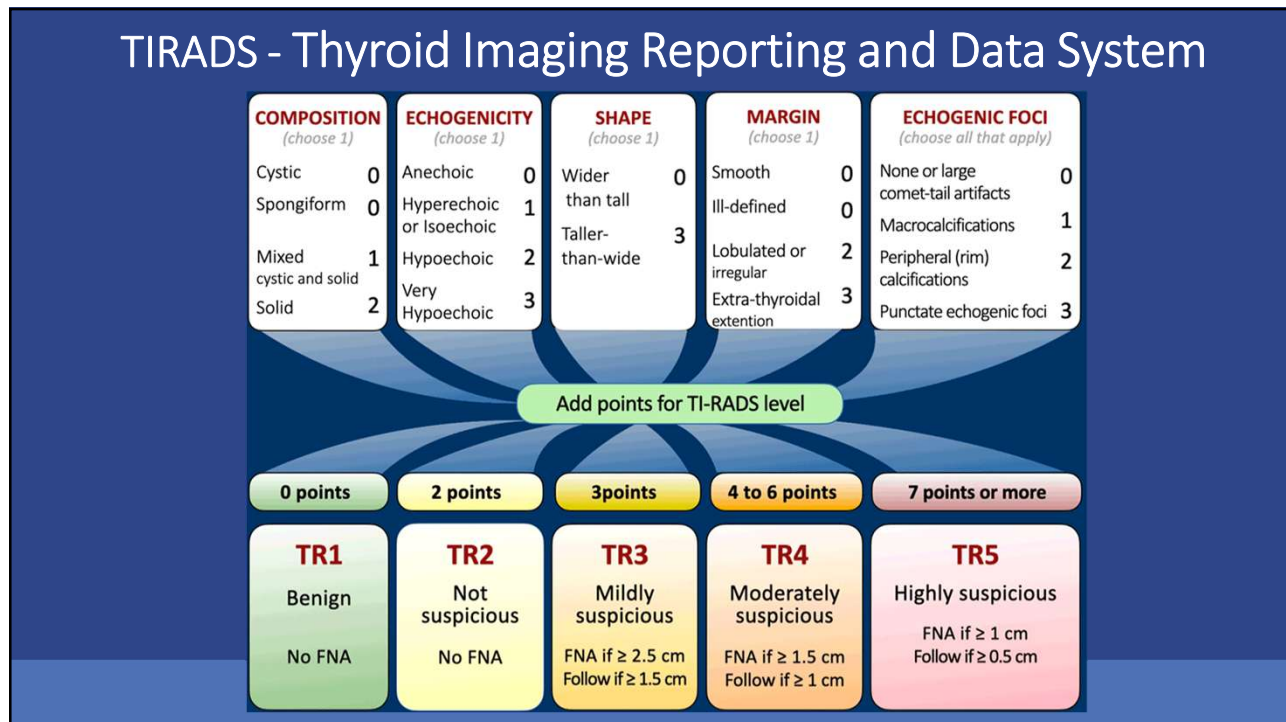 TIRADS - Thyroid Imaging Reporting and Data System
COMPOSITION
(choose 1)
Cystic 0
Spongiform 0
Mixed 1
cystic and solid
Solid 2
ECHOGENICITY
(choose 1)
Anechoic 0
Hyperechoic 1
or Isoechoic
Hypoechoic 2
Very
Hypoechoic 3
SHAPE
(choose 1)
Wider 0
than tall
Taller- 3
than-wide
MARGIN
(choose 1)
Smooth 0
Ill-defined 0
Lobulated or 2
irregular
Extra-thyroidal 3
extention
ECHOGENIC FOCI
(choose all that apply)
None or large 0
comet-tail artifacts
Macrocalcifications 1
Peripheral (rim) 2
calcifications
Punctate echogenic foci 3
Add points for TI-RADS level
0 points
2 points
3points
4 to 6 points
7 points or more
TR1
Benign
No FNA
TR2
Not
suspicious
No FNA
TR3
Mildly
suspicious
FNA if ≥ 2.5 cm
Follow if ≥ 1.5 cm
TR4
Moderately
suspicious
FNA if ≥ 1.5 cm
Follow if ≥ 1 cm
TR5
Highly suspicious
FNA if ≥ 1 cm
Follow if ≥ 0.5 cm